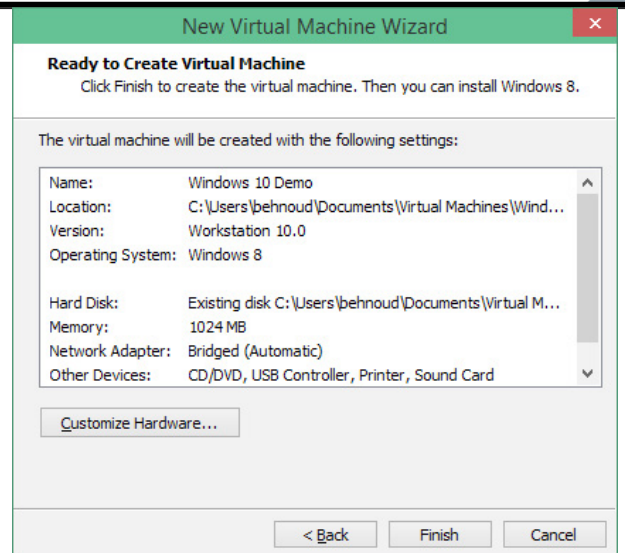 New Virtual Machine Wizard
Ready to Create Virtual Machine
Click Finish to create the virtual machine. Then you can install Windows 8.
The virtual machine will be created with the following settings:
Name: Windows 10 Demo
Location: C:\Users\behnoud\Documents\Virtual Machines\Wind...
Version: Workstation 10.0
Operating System: Windows 8
Hard Disk: Existing disk C:\Users\behnoud\Documents\Virtual M...
Memory: 1024 MB
Network Adapter: Bridged (Automatic)
Other Devices: CD/DVD, USB Controller, Printer, Sound Card
Customize Hardware...
< Back Finish Cancel